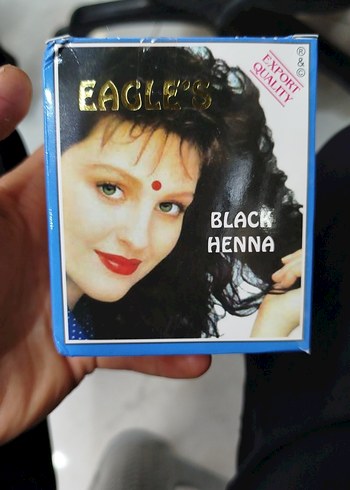 ® & ©
EXPORT
QUALITY
EAGLE'S
BLACK
HENNA